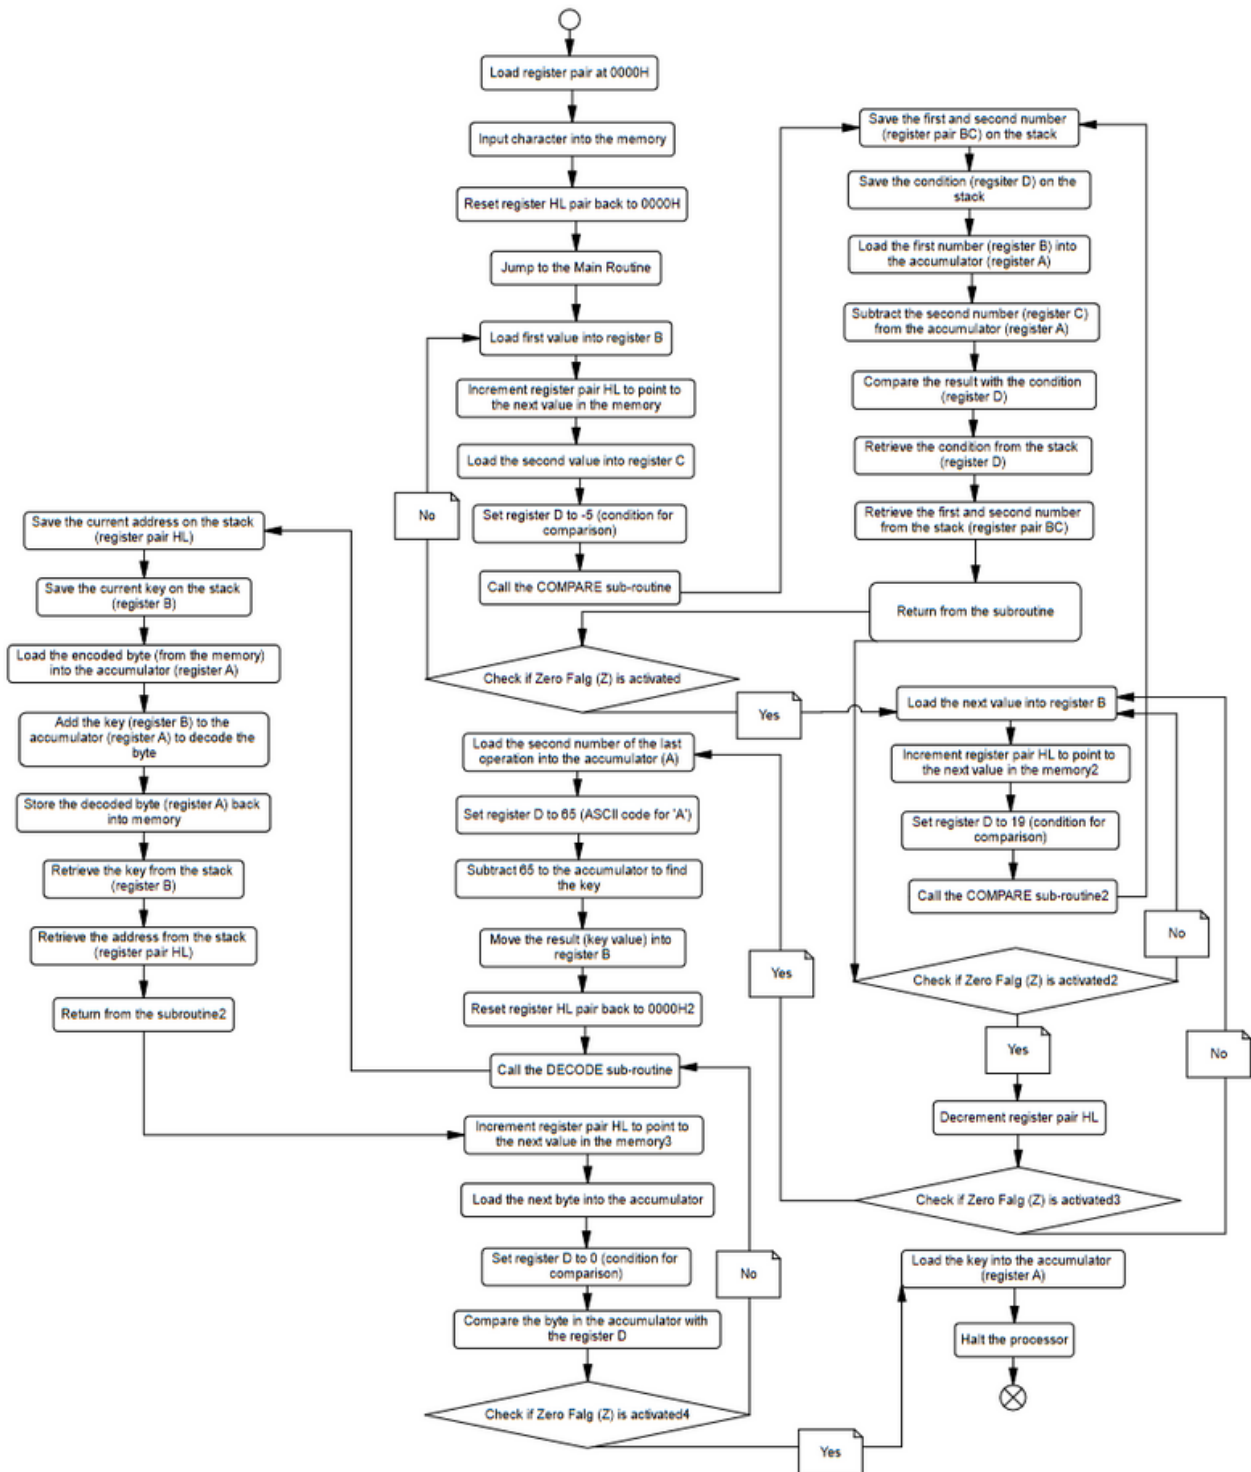 Load register pair at 0000H
Input character into the memory
Reset register HL pair back to 0000H
Jump to the Main Routine
Load first value into register B
Increment register pair HL to point to
the next value in the memory
Load the second value into register C
Set register D to -5 (condition for
comparison)
Call the COMPARE sub-routine
No
Check if Zero Falg (Z) is activated
Yes
Save the first and second number
(register pair BC) on the stack
Save the condition (regsiter D) on the
stack
Load the first number (register B) into
the accumulator (register A)
Subtract the second number (register C)
from the accumulator (register A)
Compare the result with the condition
(register D)
Retrieve the condition from the stack
(register D)
Retrieve the first and second number
from the stack (register pair BC)
Return from the subroutine
Load the next value into register B
Increment register pair HL to point to
the next value in the memory2
Set register D to 19 (condition for
comparison)
Call the COMPARE sub-routine2
No
Check if Zero Falg (Z) is activated2
Yes
No
Decrement register pair HL
Check if Zero Falg (Z) is activated3
Yes
Load the second number of the last
operation into the accumulator (A)
Set register D to 65 (ASCII code for 'A')
Subtract 65 to the accumulator to find
the key
Move the result (key value) into
register B
Reset register HL pair back to 0000H2
Call the DECODE sub-routine
Save the current address on the stack
(register pair HL)
Save the current key on the stack
(register B)
Load the encoded byte (from the memory)
into the accumulator (register A)
Add the key (register B) to the
accumulator (register A) to decode the
byte
Store the decoded byte (register A) back
into memory
Retrieve the key from the stack
(register B)
Retrieve the address from the stack
(register pair HL)
Return from the subroutine2
Increment register pair HL to point to
the next value in the memory3
Load the next byte into the accumulator
Set register D to 0 (condition for
comparison)
Compare the byte in the accumulator with
the register D
No
Check if Zero Falg (Z) is activated4
Yes
Load the key into the accumulator
(register A)
Halt the processor